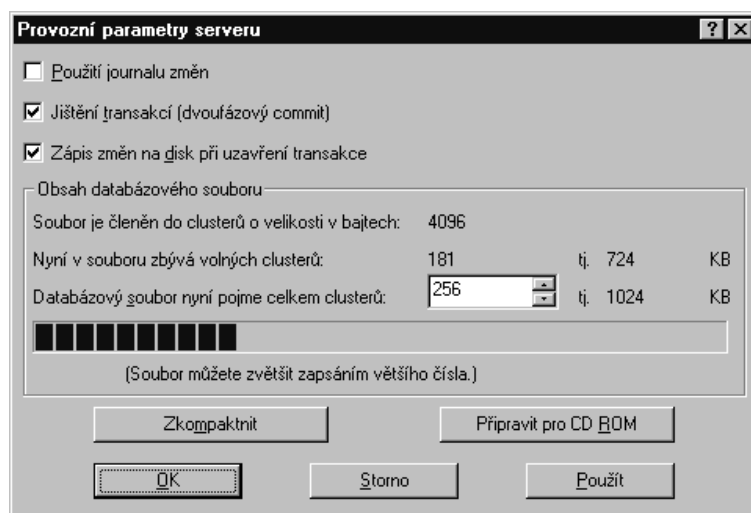 Provozní parametry serveru
Použití journalu změn
Jištění transakcí (dvoufázový commit)
Zápis změn na disk při uzavření transakce
Obsah databázového souboru
Soubor je členěn do clusterů o velikosti v bajtech: 4096
Nyní v souboru zbývá volných clusterů: 181 tj. 724 KB
Databázový soubor nyní pojme celkem clusterů: 256 tj. 1024 KB
(Soubor můžete zvětšit zapsáním většího čísla.)
Zkompaktnit Připravit pro CD ROM
OK Storno Použít